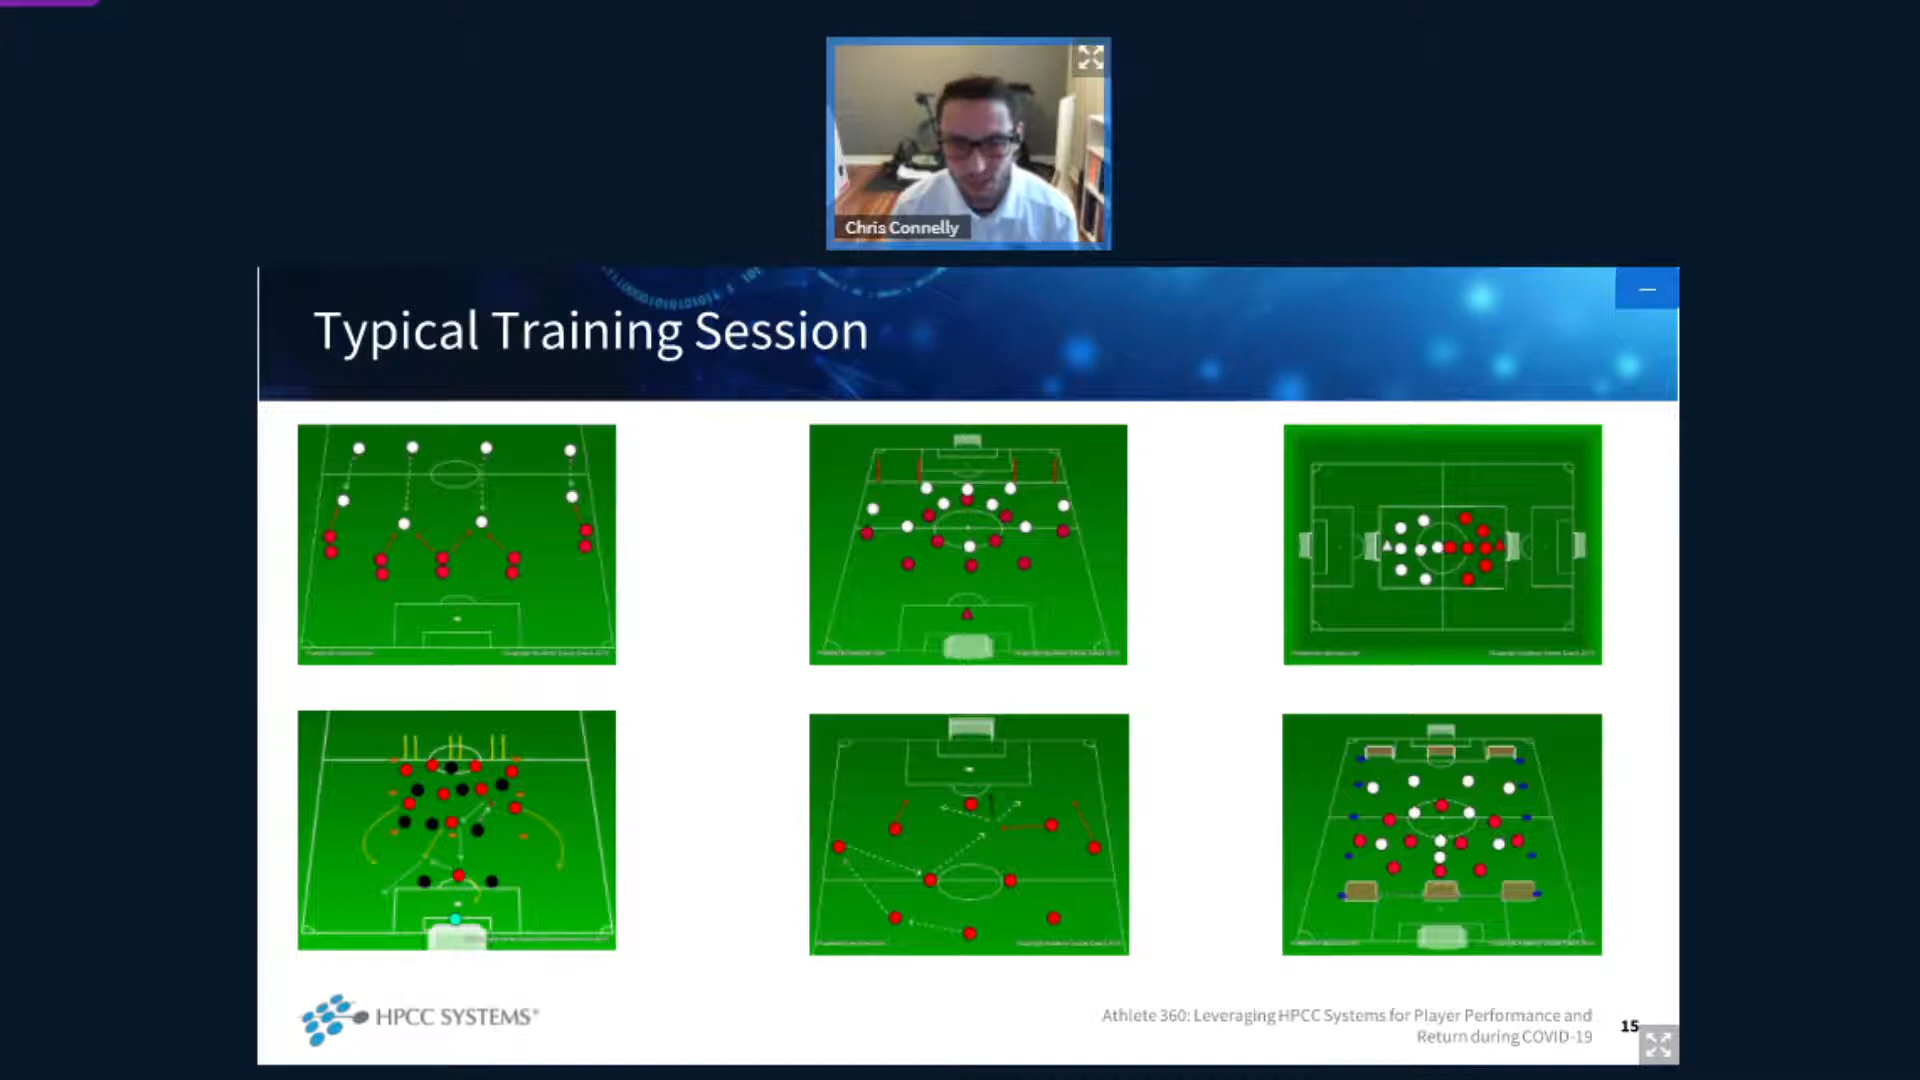 Chris Connelly
Typical Training Session
HPCC SYSTEMS®
Athlete 360: Leveraging HPCC Systems for Player Performance and
Return during COVID-19
15